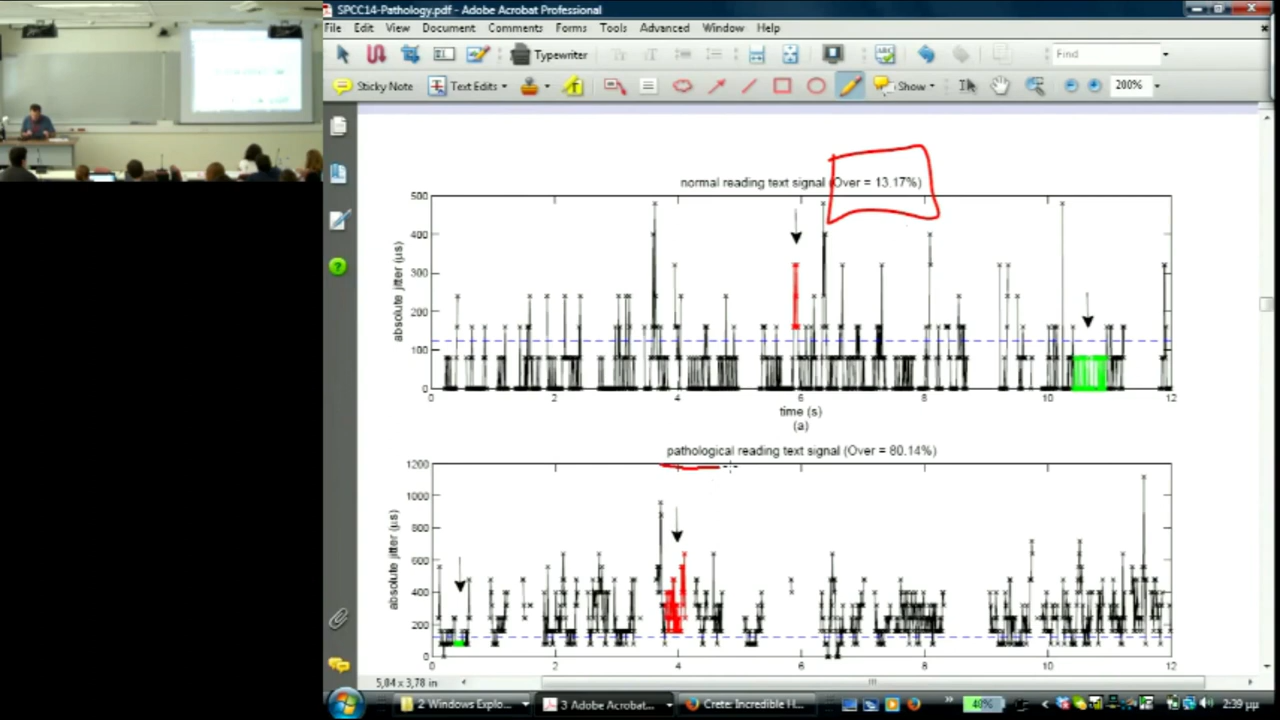 SPCC14-Pathology.pdf - Adobe Acrobat Professional
File Edit View Document Comments Forms Tools Advanced Window Help
Typewriter Find
Sticky Note Text Edits Show 200%
normal reading text signal (Over = 13.17%)
500
400
300
200
100
0
absolute jitter (μs)
0 2 4 6 8 10 12
time (s)
(a)
pathological reading text signal (Over = 80.14%)
1200
1000
800
600
400
200
0
absolute jitter (μs)
0 2 4 6 8 10 12
5,84 x 3,78 in
2 Windows Explo... 3 Adobe Acrobat... Crete: Incredible H... 40% 2:39 μμ